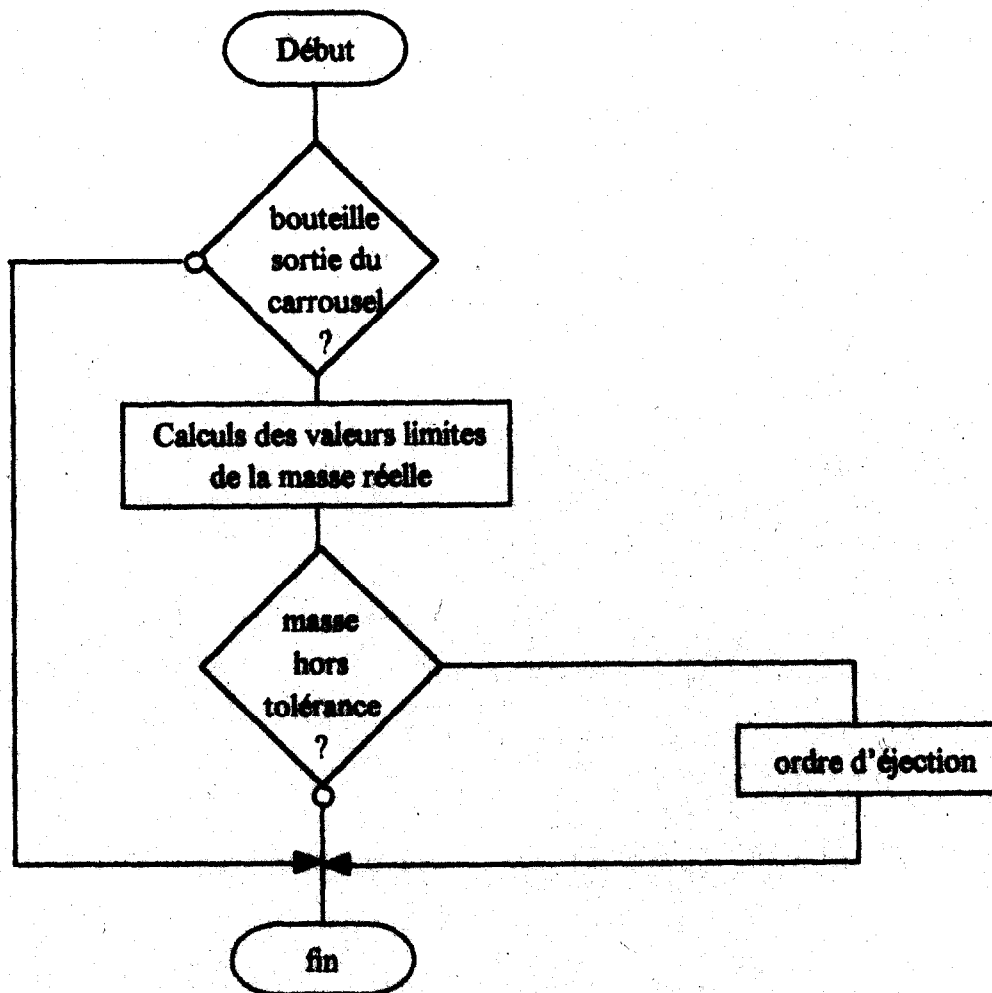 Début
bouteille
sortie du
carrousel
?
Calculs des valeurs limites
de la masse réelle
masse
hors
tolérance
?
ordre d'éjection
fin